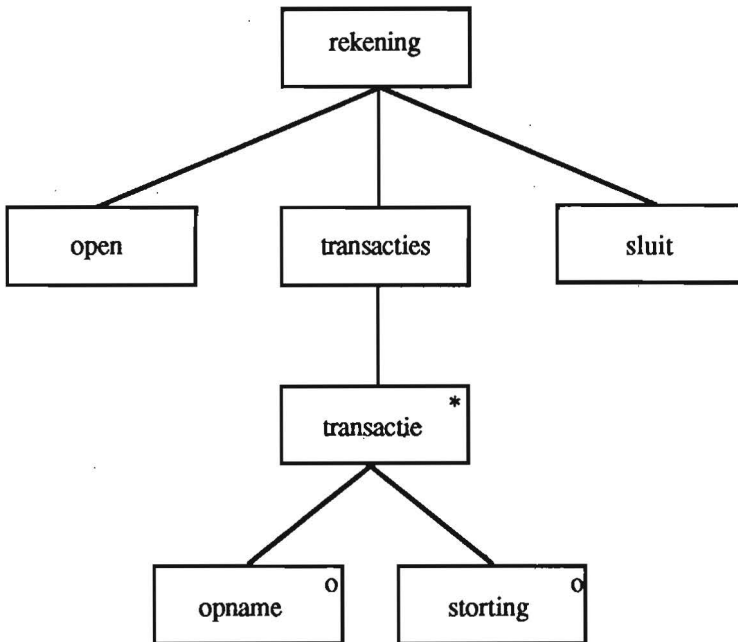 rekening
open
transacties
sluit
transactie *
opname o
storting o